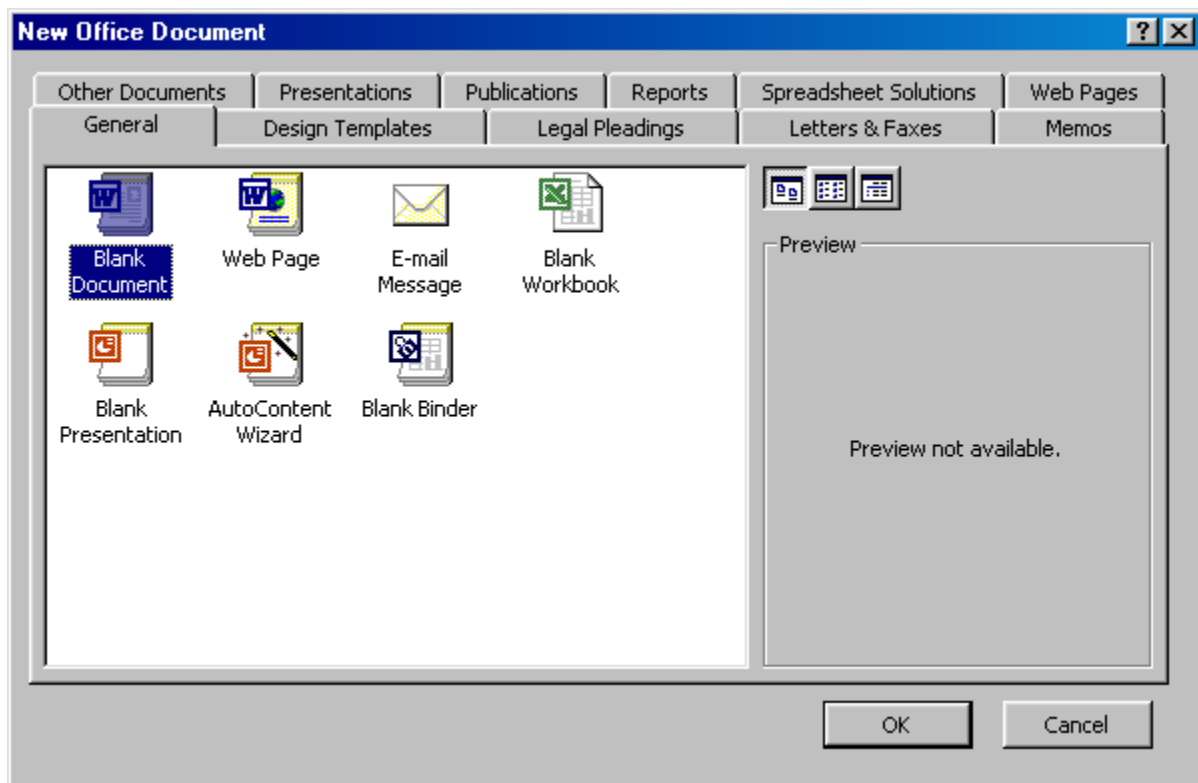 New Office Document
Other Documents Presentations Publications Reports Spreadsheet Solutions Web Pages
General Design Templates Legal Pleadings Letters & Faxes Memos
Blank
Document
Web Page
E-mail
Message
Blank
Workbook
Blank
Presentation
AutoContent
Wizard
Blank Binder
Preview
Preview not available.
OK Cancel